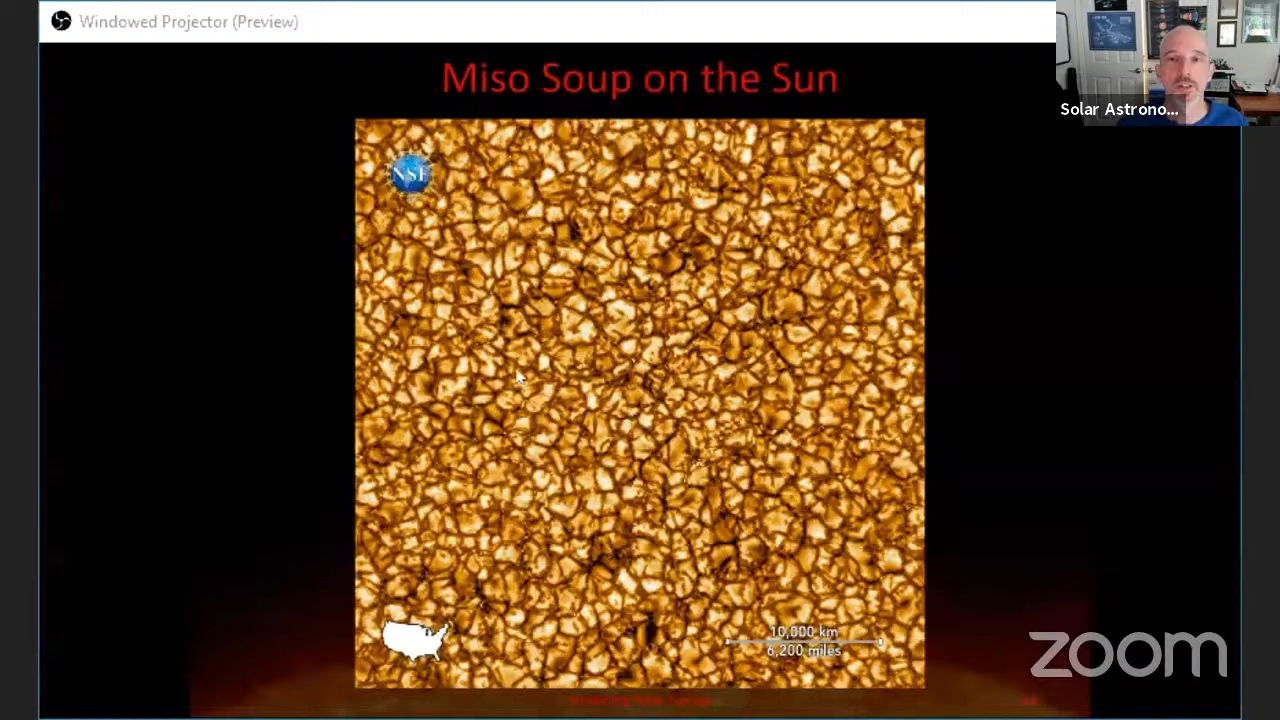 Windowed Projector (Preview)
Miso Soup on the Sun
Solar Astrono...
NSF
10,000 km
6,200 miles
zoom